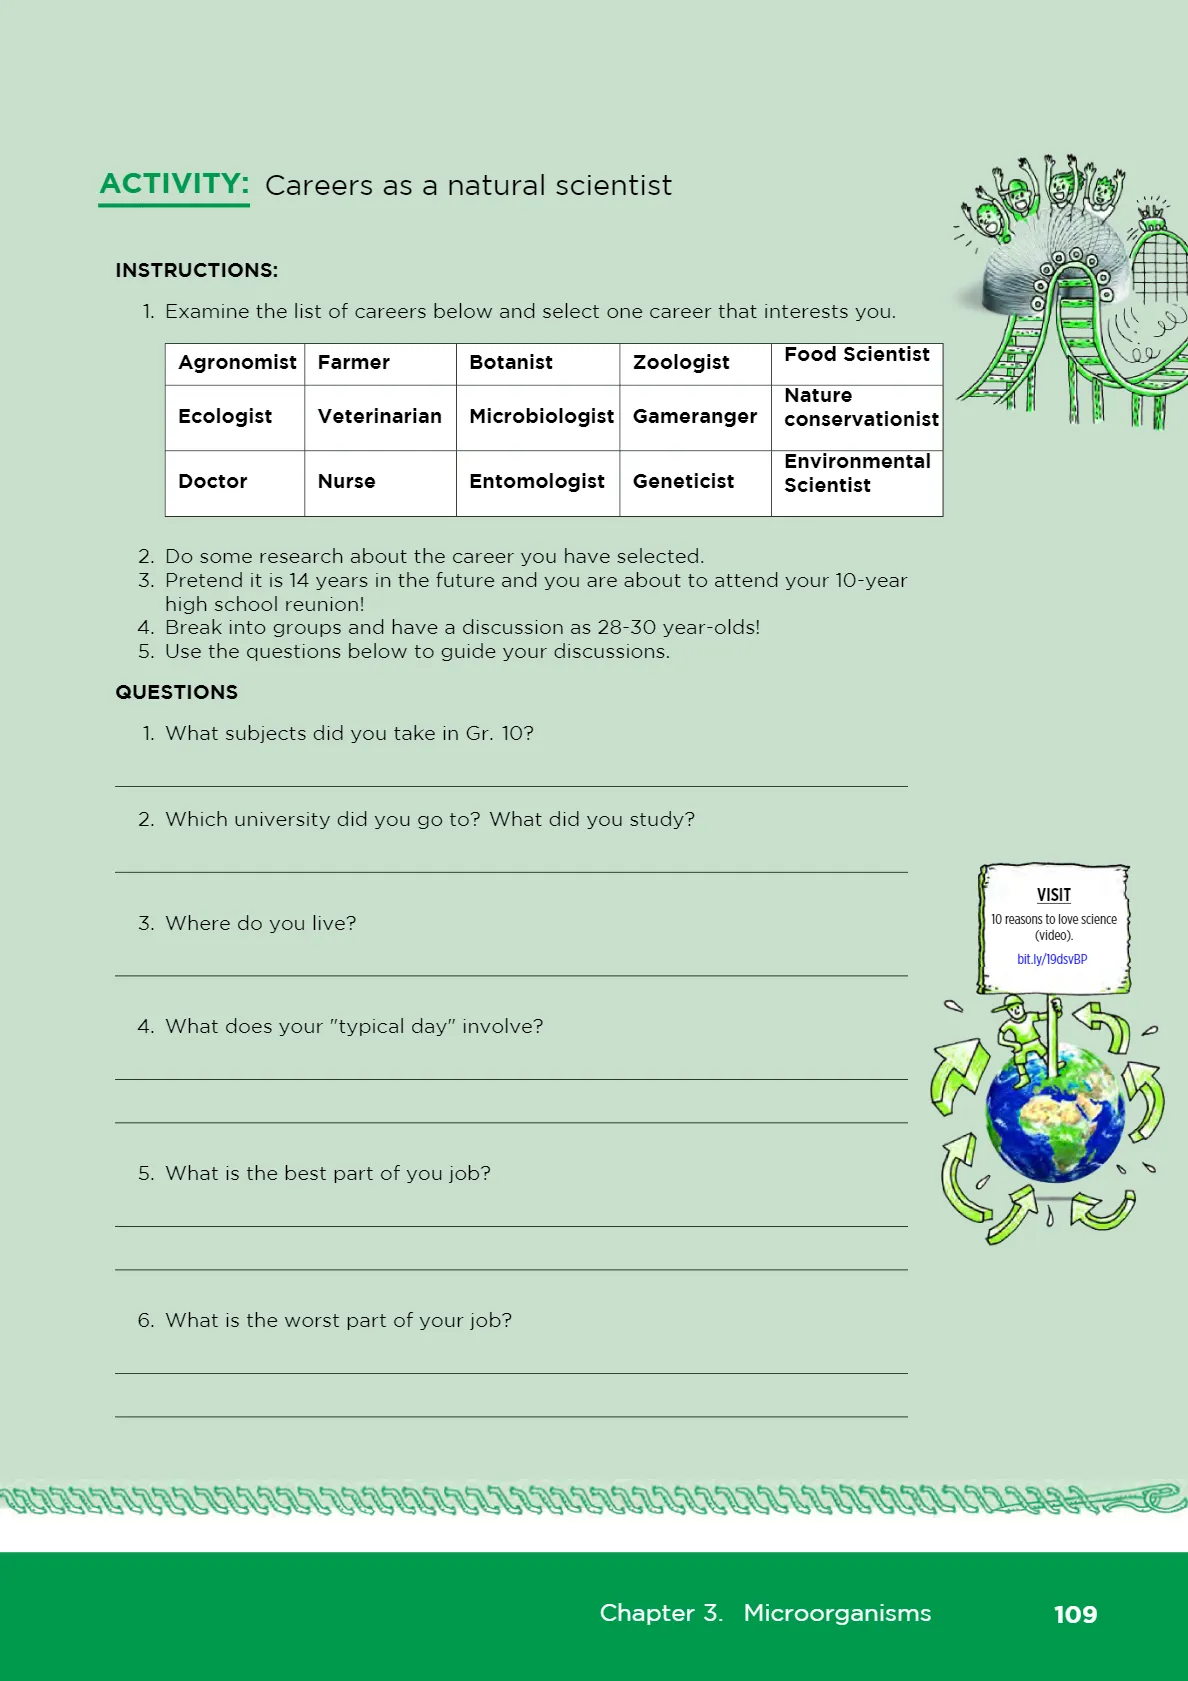 ACTIVITY: Careers as a natural scientist
INSTRUCTIONS:
1. Examine the list of careers below and select one career that interests you.
Agronomist Farmer Botanist Zoologist Food Scientist
Ecologist Veterinarian Microbiologist Gameranger Nature
conservationist
Doctor Nurse Entomologist Geneticist Environmental
Scientist
2. Do some research about the career you have selected.
3. Pretend it is 14 years in the future and you are about to attend your 10-year
high school reunion!
4. Break into groups and have a discussion as 28-30 year-olds!
5. Use the questions below to guide your discussions.
QUESTIONS
1. What subjects did you take in Gr. 10?
2. Which university did you go to? What did you study?
3. Where do you live?
4. What does your "typical day" involve?
5. What is the best part of you job?
6. What is the worst part of your job?
VISIT
10 reasons to love science
(video).
bit.ly/19dsvBP
Chapter 3. Microorganisms 109